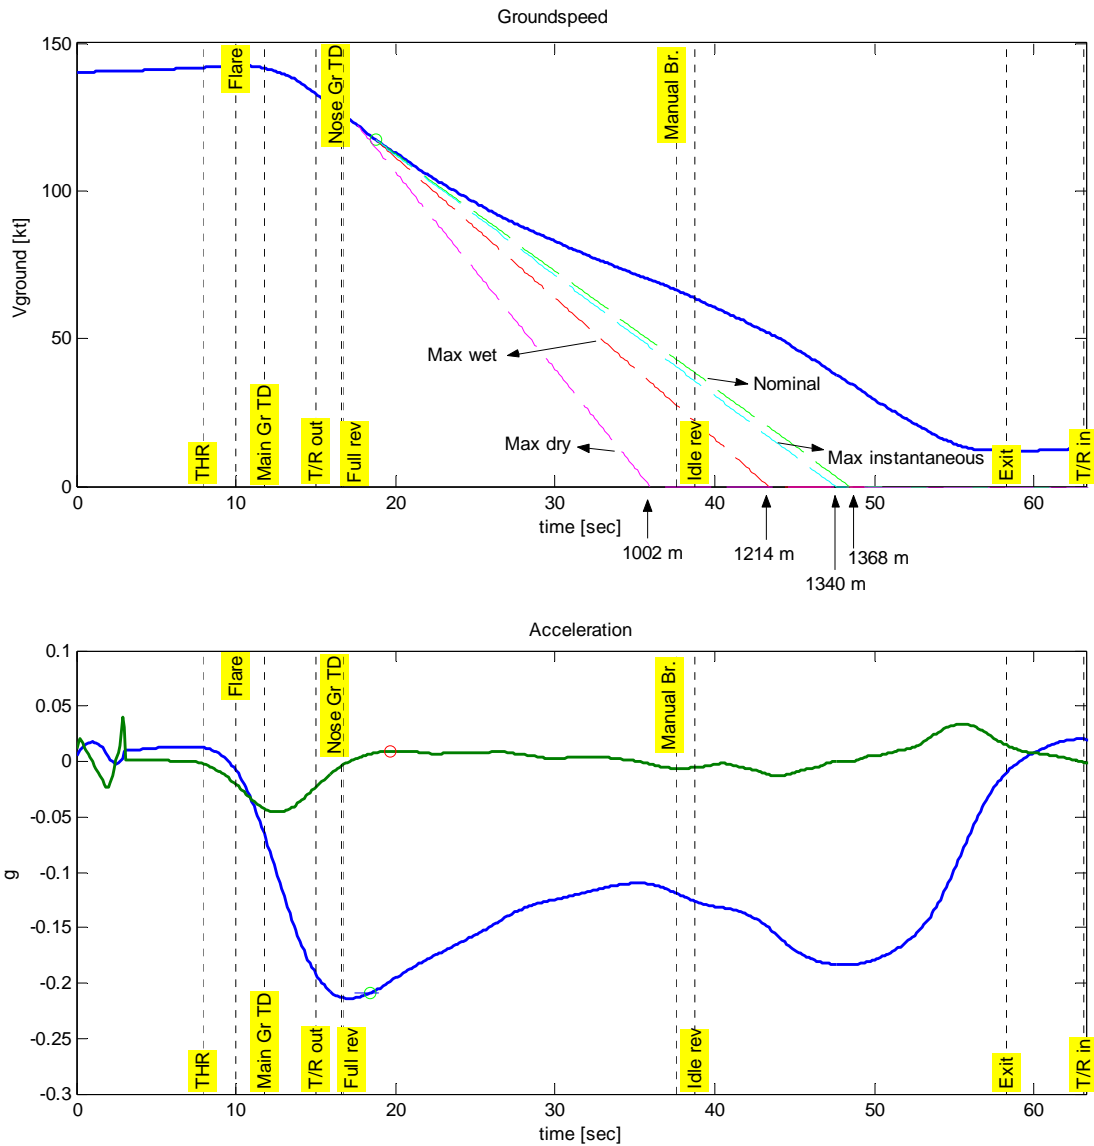 Groundspeed
150
100
50
0
Vground [kt]
Flare
Nose Gr TD
Manual Br.
THR
Main Gr TD
T/R out
Full rev
Idle rev
Exit
T/R in
Max wet
Nominal
Max dry
Max instantaneous
0
10
20
30
40
50
60
time [sec]
1002 m
1214 m
1340 m
1368 m
Acceleration
0.1
0.05
0
-0.05
-0.1
-0.15
-0.2
-0.25
-0.3
g
Flare
Nose Gr TD
Manual Br.
THR
Main Gr TD
T/R out
Full rev
Idle rev
Exit
T/R in
0
10
20
30
40
50
60
time [sec]